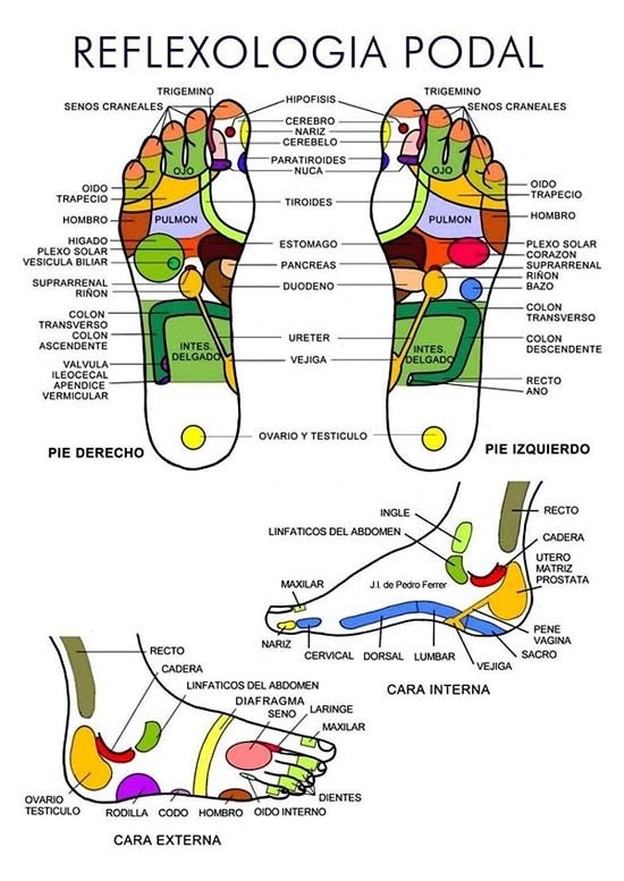 REFLEXOLOGIA PODAL
TRIGEMINO
SENOS CRANEALES
OIDO
TRAPECIO
HOMBRO
HIGADO
PLEXO SOLAR
VESICULA BILIAR
SUPRARRENAL
RIÑON
COLON
TRANSVERSO
COLON
ASCENDENTE
VALVULA
ILEOCECAL
APENDICE
VERMICULAR
OJO
PULMON
INTES.
DELGADO
PIE DERECHO
HIPOFISIS
CEREBRO
NARIZ
CEREBELO
PARATIROIDES
NUCA
TIROIDES
ESTOMAGO
PANCREAS
DUODENO
URETER
VEJIGA
OVARIO Y TESTICULO
TRIGEMINO
SENOS CRANEALES
OJO
PULMON
INTES.
DELGADO
OIDO
TRAPECIO
HOMBRO
PLEXO SOLAR
CORAZON
SUPRARRENAL
RIÑON
BAZO
COLON
TRANSVERSO
COLON
DESCENDENTE
RECTO
ANO
PIE IZQUIERDO
INGLE
LINFATICOS DEL ABDOMEN
MAXILAR
J.I. de Pedro Ferrer
RECTO
CADERA
UTERO
MATRIZ
PROSTATA
NARIZ
CERVICAL
DORSAL
LUMBAR
VEJIGA
SACRO
PENE
VAGINA
CARA INTERNA
RECTO
CADERA
LINFATICOS DEL ABDOMEN
DIAFRAGMA
SENO
LARINGE
MAXILAR
DIENTES
OVARIO
TESTICULO
RODILLA
CODO
HOMBRO
OIDO INTERNO
CARA EXTERNA